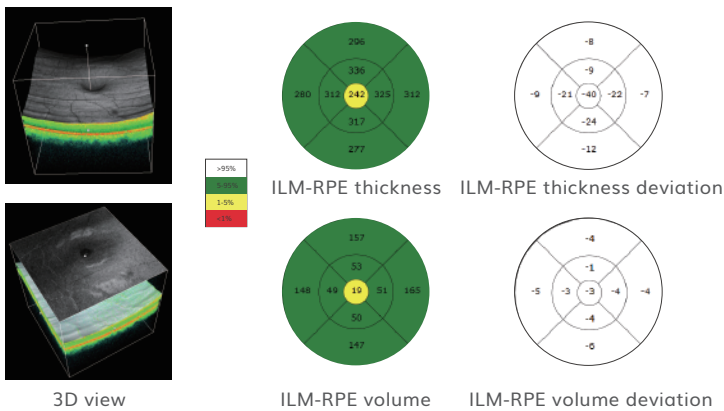 296
336
280 312 242 325 312
317
277
ILM-RPE thickness
-8
-9
-9 -21 -40 -22 -7
-24
-12
ILM-RPE thickness deviation
>95%
5-95%
1-5%
<1%
157
53
148 49 19 51 165
50
147
ILM-RPE volume
-4
-1
-5 -3 -3 -4 -4
-4
-6
ILM-RPE volume deviation
3D view